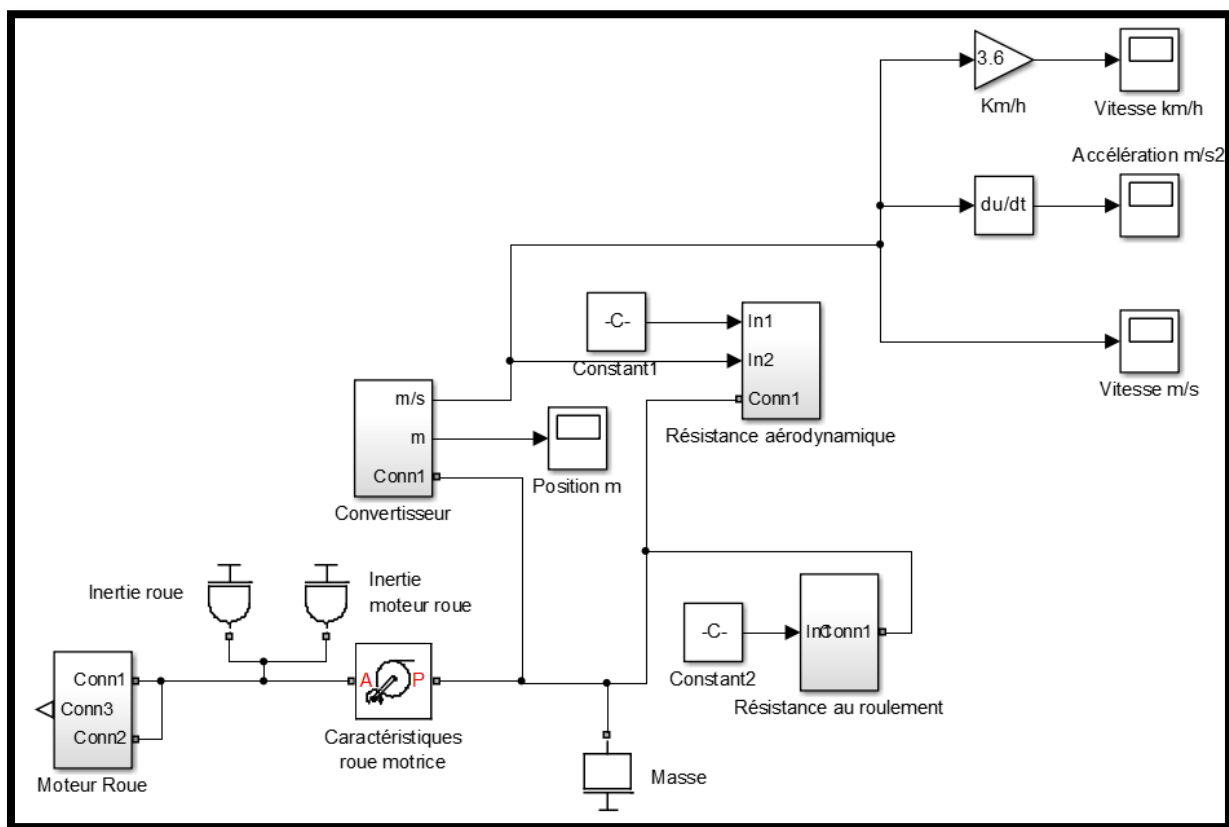 3.6
Km/h
Vitesse km/h
Accélération m/s2
du/dt
-C-
Constant1
In1
In2
Conn1
Résistance aérodynamique
Vitesse m/s
m/s
m
Conn1
Convertisseur
Position m
Inertie roue
Inertie
moteur roue
-C-
Constant2
In1
Conn1
Résistance au roulement
Conn1
Conn3
Conn2
Moteur Roue
A
P
Caractéristiques
roue motrice
Masse